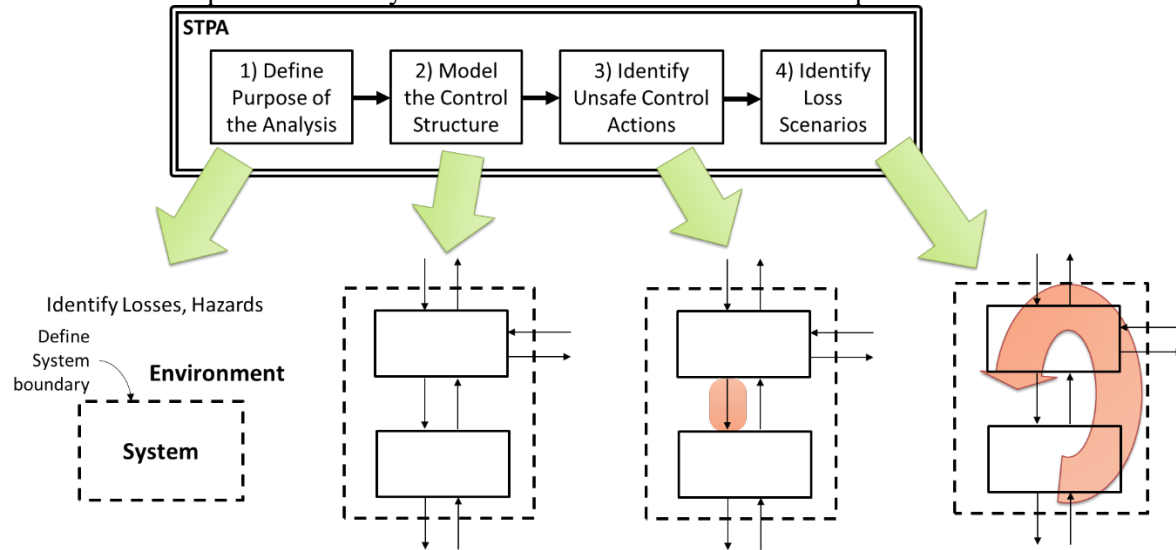 STPA
1) Define
Purpose of
the Analysis
2) Model
the Control
Structure
3) Identify
Unsafe Control
Actions
4) Identify
Loss
Scenarios
Identify Losses, Hazards
Define
System
boundary
Environment
System